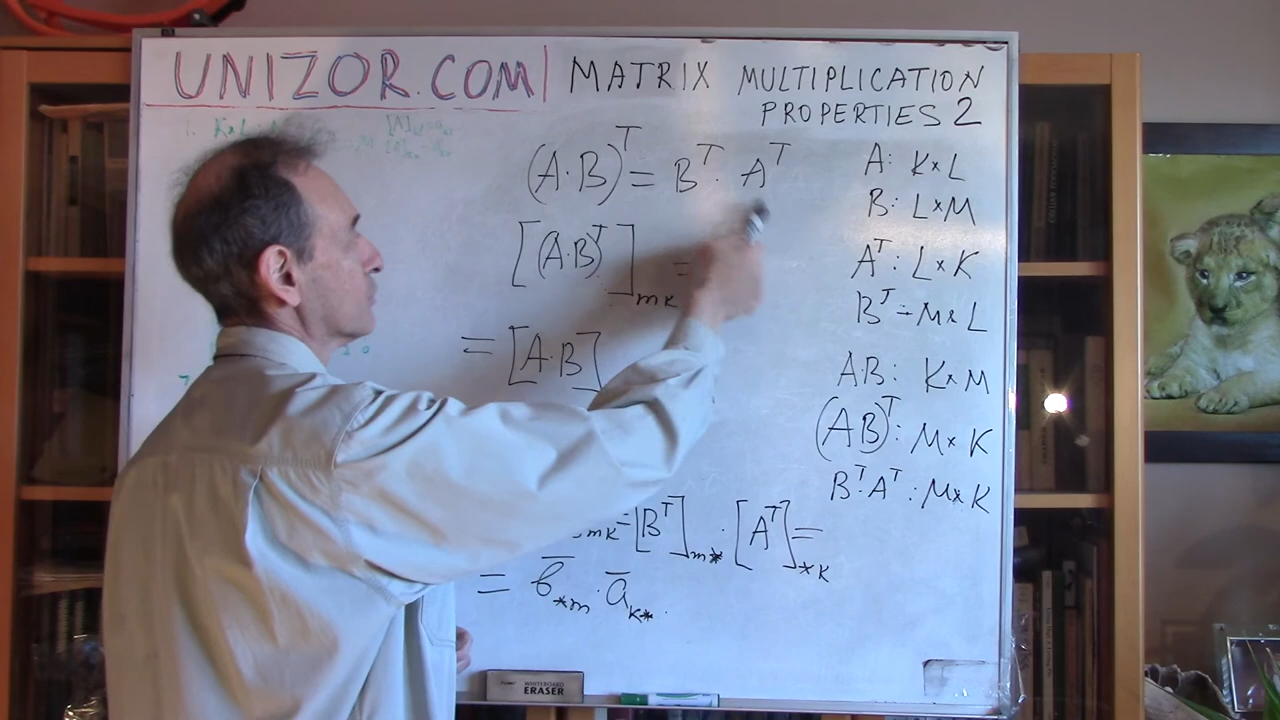 UNIZOR.COM | MATRIX MULTIPLICATION
PROPERTIES 2
(A·B)ᵀ = Bᵀ · Aᵀ
[(A·B)ᵀ]mk =
= [A·B]
mk = [Bᵀ]m* · [Aᵀ]*k =
= b̅*m · a̅k*.
A: K×L
B: L×M
Aᵀ: L×K
Bᵀ - M×L
A·B: K×M
(AB)ᵀ: M×K
Bᵀ·Aᵀ: M×K
WHITEBOARD
ERASER